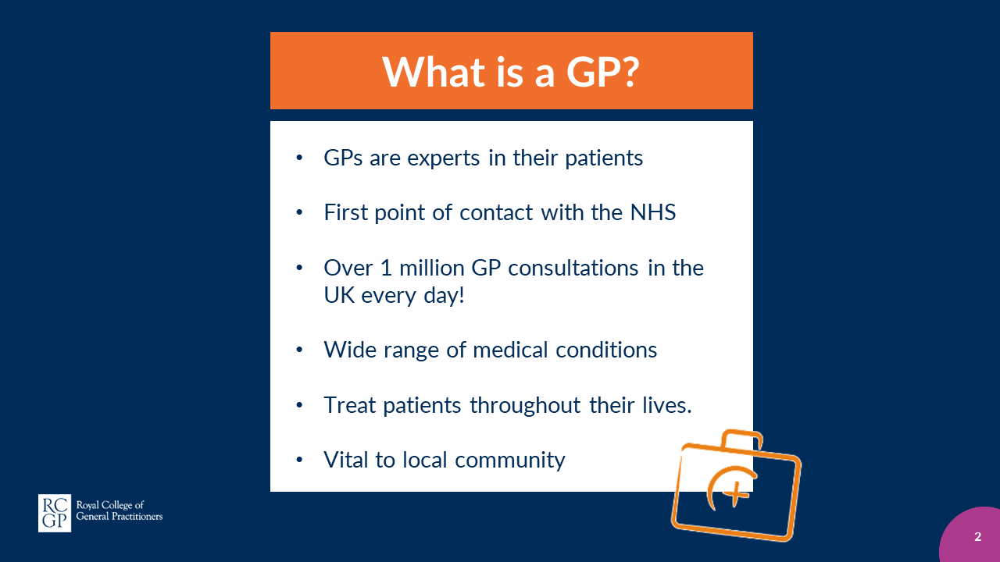 What is a GP?
• GPs are experts in their patients
• First point of contact with the NHS
• Over 1 million GP consultations in the
UK every day!
• Wide range of medical conditions
• Treat patients throughout their lives.
• Vital to local community
RC
GP
Royal College of
General Practitioners
2